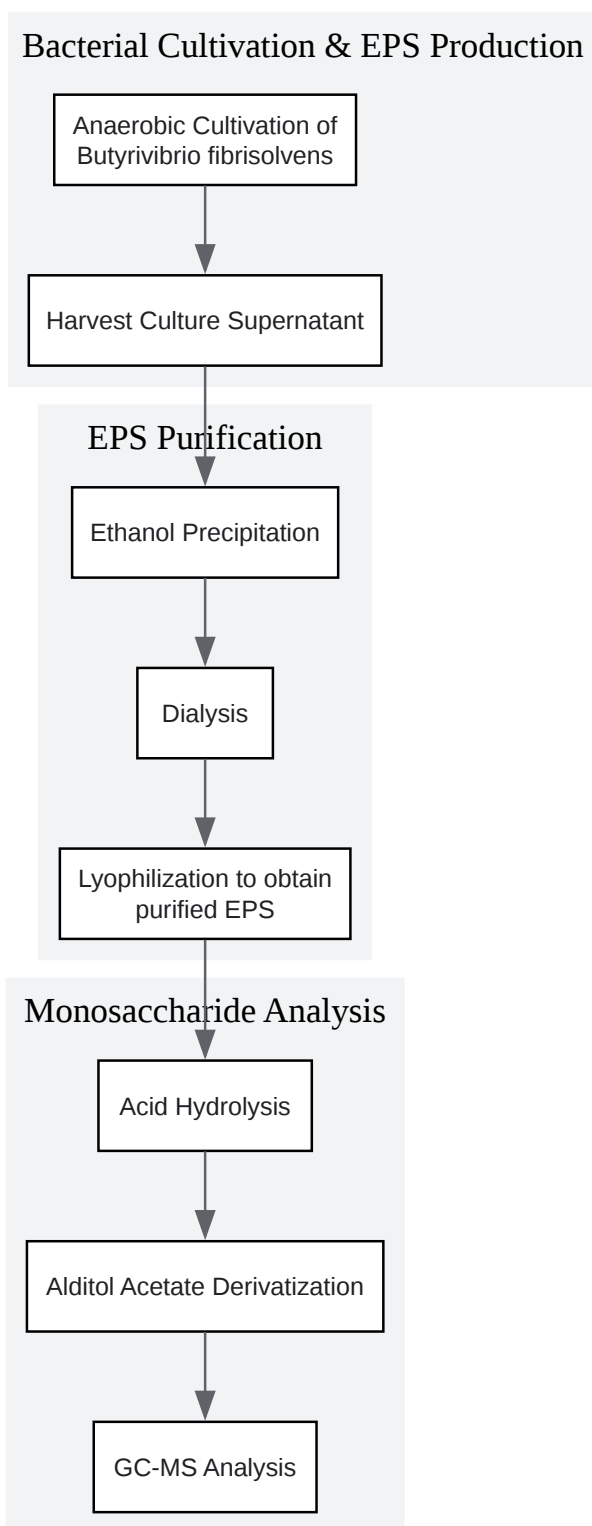 Bacterial Cultivation & EPS Production
Anaerobic Cultivation of
Butyrivibrio fibrisolvens
Harvest Culture Supernatant
EPS Purification
Ethanol Precipitation
Dialysis
Lyophilization to obtain
purified EPS
Monosaccharide Analysis
Acid Hydrolysis
Alditol Acetate Derivatization
GC-MS Analysis